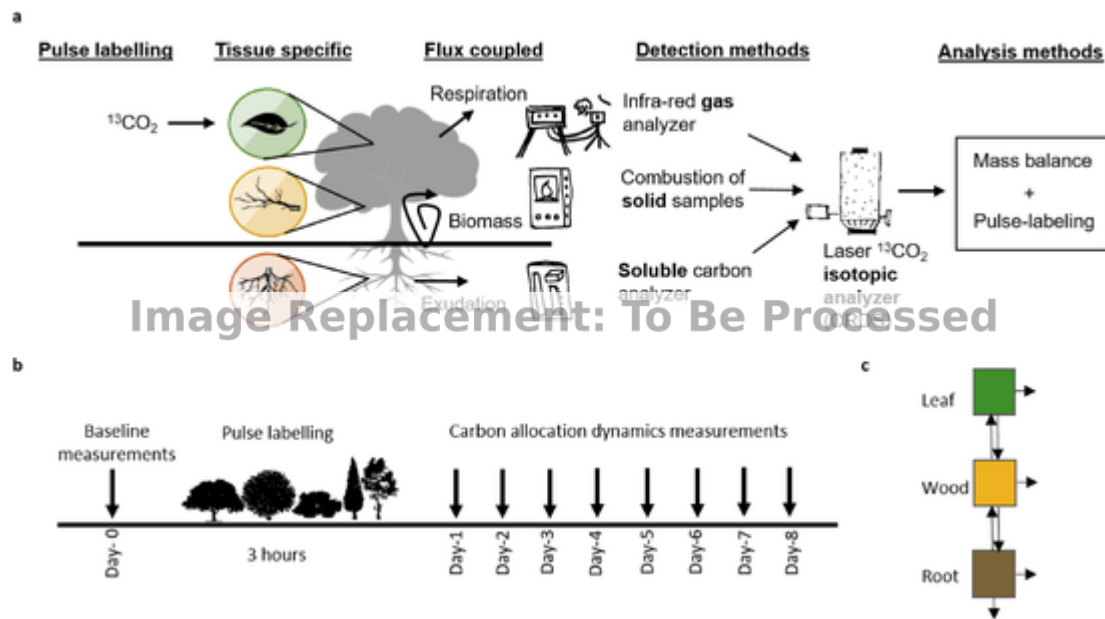 a
Pulse labelling
Tissue specific
Flux coupled
Detection methods
Analysis methods
¹³CO₂
Respiration
Biomass
Exudation
Infra-red gas
analyzer
Combustion of
solid samples
Soluble carbon
analyzer
Laser ¹³CO₂
isotopic
analyzer
Mass balance
+
Pulse-labeling
Image Replacement: To Be Processed
b
Baseline
measurements
Pulse labelling
Carbon allocation dynamics measurements
Day- 0
3 hours
Day-1
Day-2
Day-3
Day-4
Day-5
Day-6
Day-7
Day-8
c
Leaf
Wood
Root